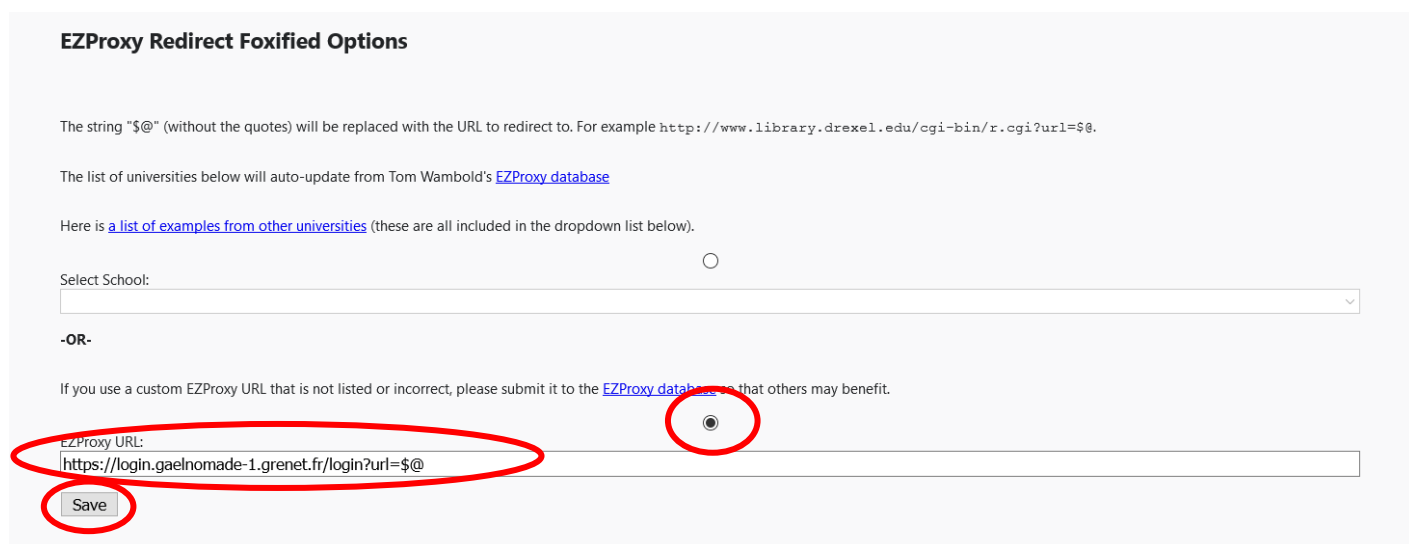 EZProxy Redirect Foxified Options
The string "$@" (without the quotes) will be replaced with the URL to redirect to. For example http://www.library.drexel.edu/cgi-bin/r.cgi?url=$@.
The list of universities below will auto-update from Tom Wambold's EZProxy database
Here is a list of examples from other universities (these are all included in the dropdown list below).
Select School:
-OR-
If you use a custom EZProxy URL that is not listed or incorrect, please submit it to the EZProxy database so that others may benefit.
EZProxy URL:
https://login.gaelnomade-1.grenet.fr/login?url=$@
Save